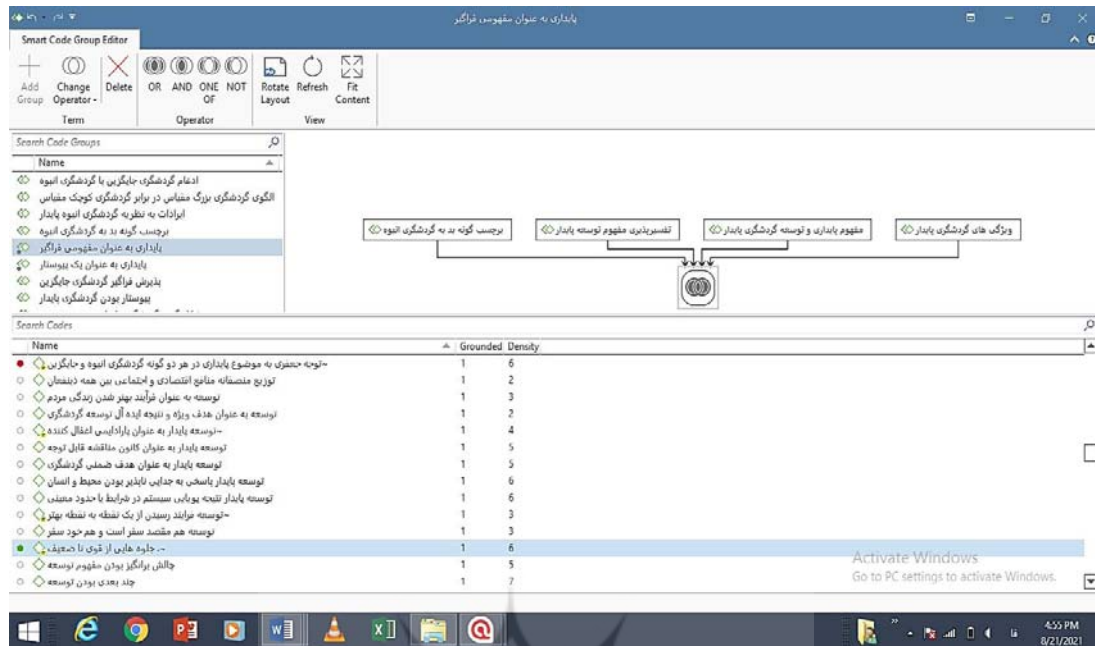 پایداری به عنوان مفهومی فراگیر
Smart Code Group Editor
Add Group
Change Operator
Delete
OR
AND
ONE OF
NOT
Rotate Layout
Refresh
Fit Content
Term
Operator
View
Search Code Groups
Name
ادغام گردشگری جایگزین با گردشگری انبوه
الگوی گردشگری بزرگ مقیاس در برابر گردشگری کوچک مقیاس
ایرادات به نظریه گردشگری انبوه پایدار
برچسب گونه بد به گردشگری انبوه
پایداری به عنوان مفهومی فراگیر
پایداری به عنوان یک پیوستار
پذیرش فراگیر گردشگری جایگزین
پیوستار بودن گردشگری پایدار
برچسب گونه بد به گردشگری انبوه
تفسیرپذیری مفهوم توسعه پایدار
مفهوم پایداری و توسعه گردشگری پایدار
ویژگی های گردشگری پایدار
Search Codes
Name Grounded Density
~توجه جعفری به موضوع پایداری در هر دو گونه گردشگری انبوه و جایگزین 1 6
توزیع منصفانه منافع اقتصادی و اجتماعی بین همه ذینفعان 1 2
توسعه به عنوان فرآیند بهتر شدن زندگی مردم 1 3
توسعه به عنوان هدف ویژه و نتیجه ایده آل توسعه گردشگری 1 2
~توسعه پایدار به عنوان پارادایمی اغفال کننده 1 4
توسعه پایدار به عنوان کانون مناقشه قابل توجه 1 5
توسعه پایدار به عنوان هدف ضمنی گردشگری 1 5
توسعه پایدار پاسخی به جدایی ناپذیر بودن محیط و انسان 1 6
توسعه پایدار نتیجه پویایی سیستم در شرایط با حدود معینی 1 6
~توسعه فرایند رسیدن از یک نقطه به نقطه بهتر 1 3
توسعه هم مقصد سفر است و هم خود سفر 1 3
~جلوه هایی از قوی تا ضعیف 1 6
چالش برانگیز بودن مفهوم توسعه 1 5
چند بعدی بودن توسعه 1 7
Activate Windows
Go to PC settings to activate Windows.
4:55 PM
8/21/2021